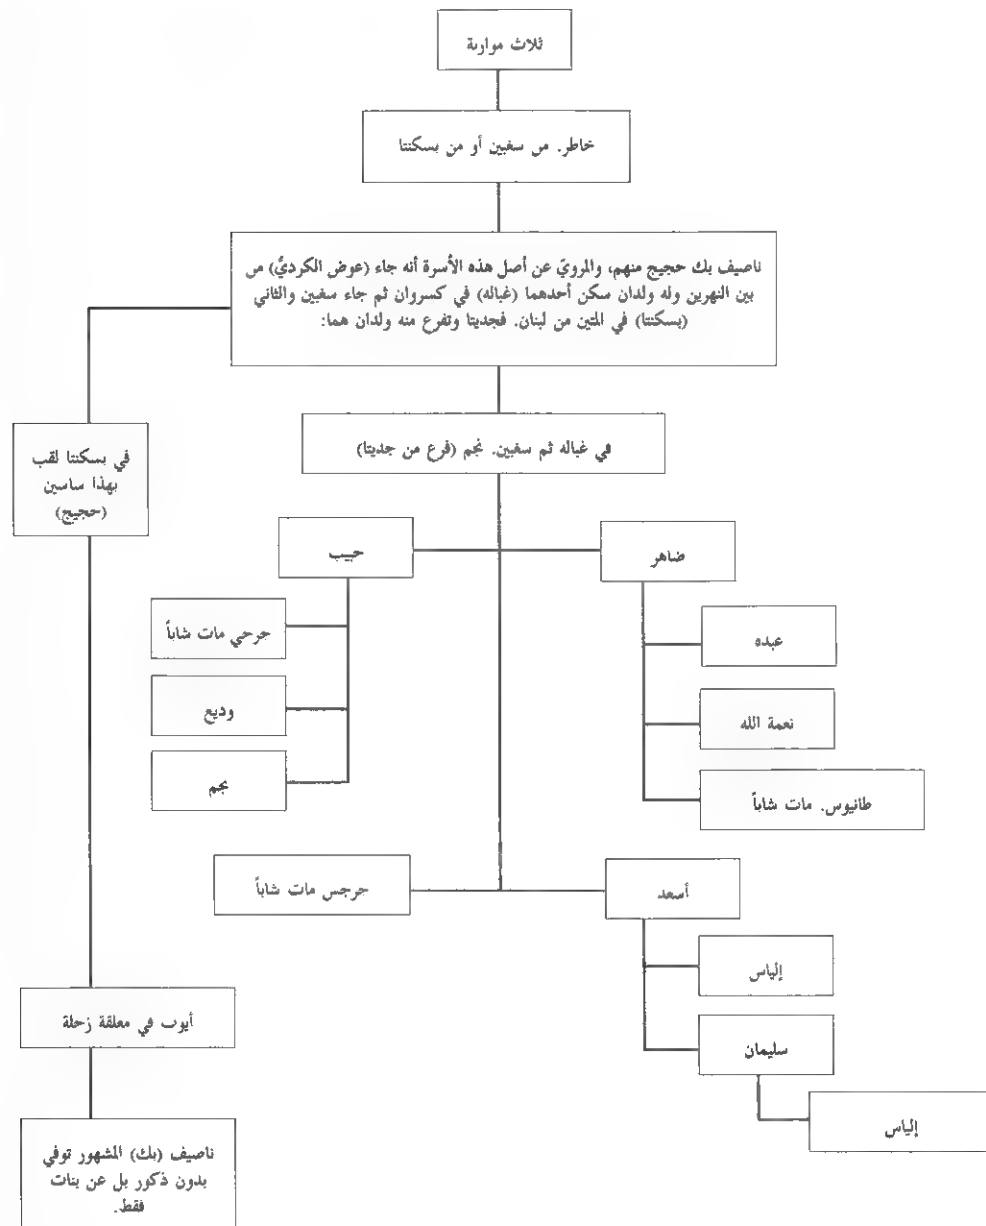 ثلاث موارنة
خاطر. من سغبين أو من بسكنتا
ناصيف بك حجيج منهم، والمرويّ عن أصل هذه الأسرة أنه جاء (عوض الكرديّ) من
بين النهرين وله ولدان سكن أحدهما (غباله) في كسروان ثم جاء سغبين والثاني
(بسكنتا) في المتين من لبنان. فجديتا وتفرع منه ولدان هما:
في غباله ثم سغبين. نجم (فرع من جديتا)
في بسكنتا لقب
بهذا ساسين
(حجيج)
ضاهر
حبيب
عبده
نعمة الله
طانيوس. مات شاباً
جرجي مات شاباً
وديع
نجم
أسعد
جرجس مات شاباً
إلياس
سليمان
إلياس
أيوب في معلقة زحلة
ناصيف (بك) المشهور توفي
بدون ذكور بل عن بنات
فقط.